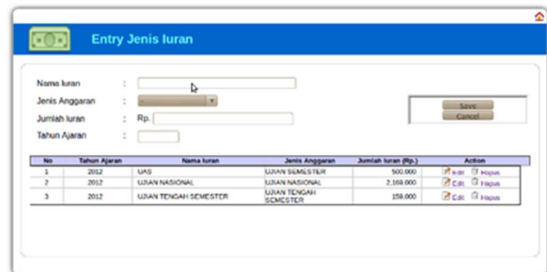 Entry Jenis Iuran
Nama Iuran :
Jenis Anggaran :
Jumlah Iuran : Rp.
Tahun Ajaran :
Save
Cancel
No Tahun Ajaran Nama Iuran Jenis Anggaran Jumlah Iuran (Rp.) Action
1 2012 UAS UJIAN SEMESTER 500.000 Edit Hapus
2 2012 UJIAN NASIONAL UJIAN NASIONAL 2,169.000 Edit Hapus
3 2012 UJIAN TENGAH SEMESTER UJIAN TENGAH SEMESTER 159.000 Edit Hapus